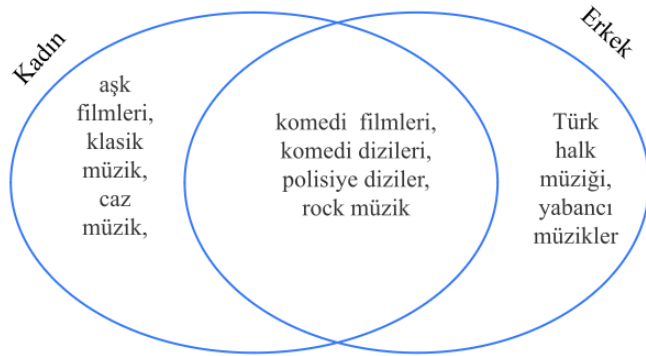 Kadın
Erkek
aşk
filmleri,
klasik
müzik,
caz
müzik,
komedi filmleri,
komedi dizileri,
polisiye diziler,
rock müzik
Türk
halk
müziği,
yabancı
müzikler